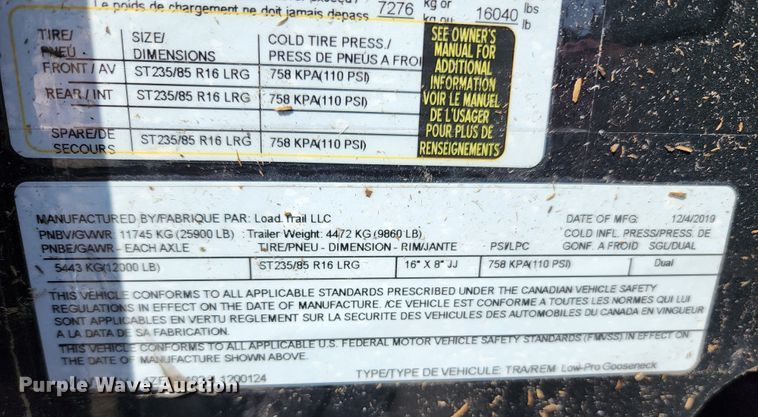 Le poids de chargement ne doit jamais depass 7276 kg or 16040 lbs
kg ou lb
TIRE/ SIZE/ COLD TIRE PRESS./
PNEU DIMENSIONS PRESS DE PNEUS A FROI
FRONT/AV ST235/85 R16 LRG 758 KPA(110 PSI)
REAR/INT ST235/85 R16 LRG 758 KPA(110 PSI)
SPARE/DE SECOURS ST235/85 R16 LRG 758 KPA(110 PSI)
SEE OWNER'S
MANUAL FOR
ADDITIONAL
INFORMATION
VOIR LE MANUEL
DE L'USAGER
POUR PLUS DE
RENSEIGNEMENTS
MANUFACTURED BY/FABRIQUE PAR: Load Trail LLC DATE OF MFG: 12/4/2019
PNBV/GVWR 11745 KG (25900 LB) Trailer Weight: 4472 KG (9860 LB) COLD INFL. PRESS/PRESS. DE
PNBE/GAWR - EACH AXLE TIRE/PNEU - DIMENSION - RIM/JANTE PSI/LPC GONF. A FROID SGL/DUAL
5443 KG(12000 LB) ST235/85 R16 LRG 16" X 8" JJ 758 KPA(110 PSI) Dual
THIS VEHICLE CONFORMS TO ALL APPLICABLE STANDARDS PRESCRIBED UNDER THE CANADIAN VEHICLE SAFETY
REGULATIONS IN EFFECT ON THE DATE OF MANUFACTURE. /CE VEHICLE EST CONFORME A TOUTES LES NORMES QUI LUI
SONT APPLICABLES EN VERTU REGLEMENT SUR LA SECURITE DES VEHICULES DES AUTOMOBILES DU CANADA EN VINGUEUR
A LA DATA DE SA FABRICATION.
THIS VEHICLE CONFORMS TO ALL APPLICABLE U.S. FEDERAL MOTOR VEHICLE SAFETY STANDARDS (FMVSS) IN EFFECT ON
THE DATE OF MANUFACTURE SHOWN ABOVE.
1200124 TYPE/TYPE DE VEHICULE: TRA/REM Low-Pro Gooseneck
Purple Wave Auction